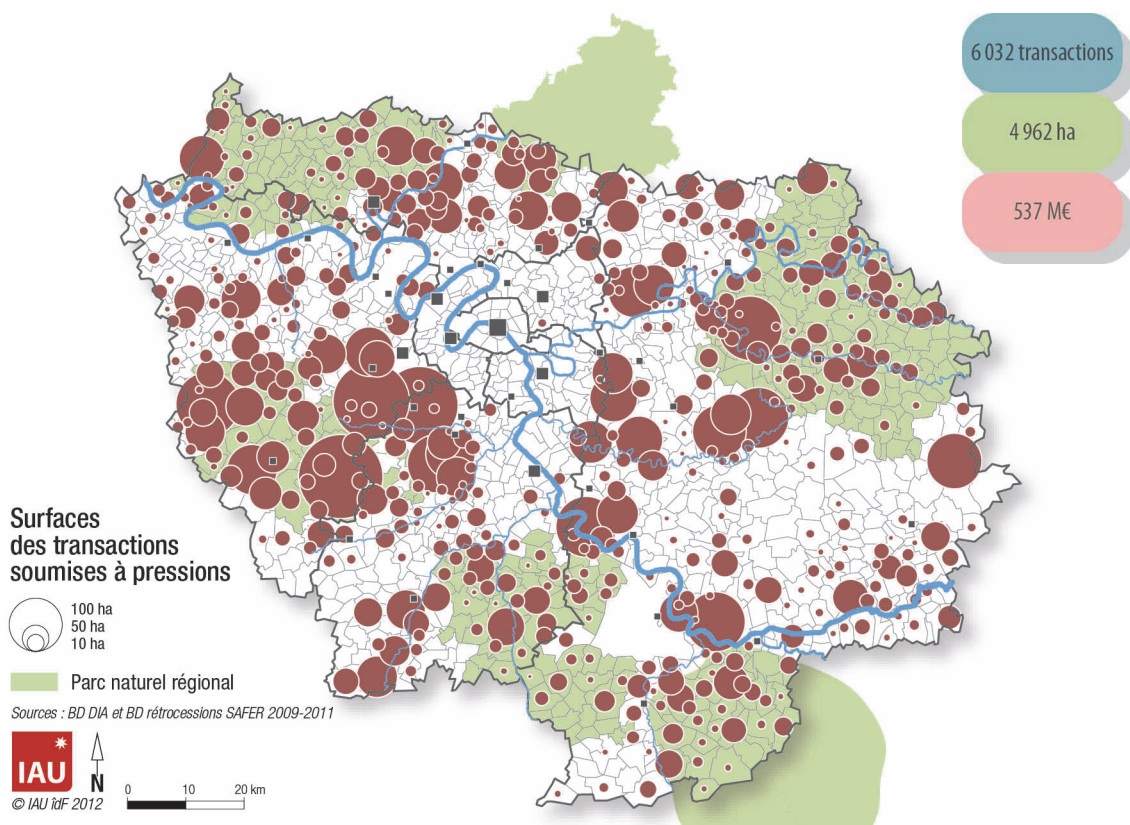 6 032 transactions
4 962 ha
537 M€
Surfaces
des transactions
soumises à pressions
100 ha
50 ha
10 ha
Parc naturel régional
Sources : BD DIA et BD rétrocessions SAFER 2009-2011
IAU
N
© IAU îdF 2012
0 10 20 km